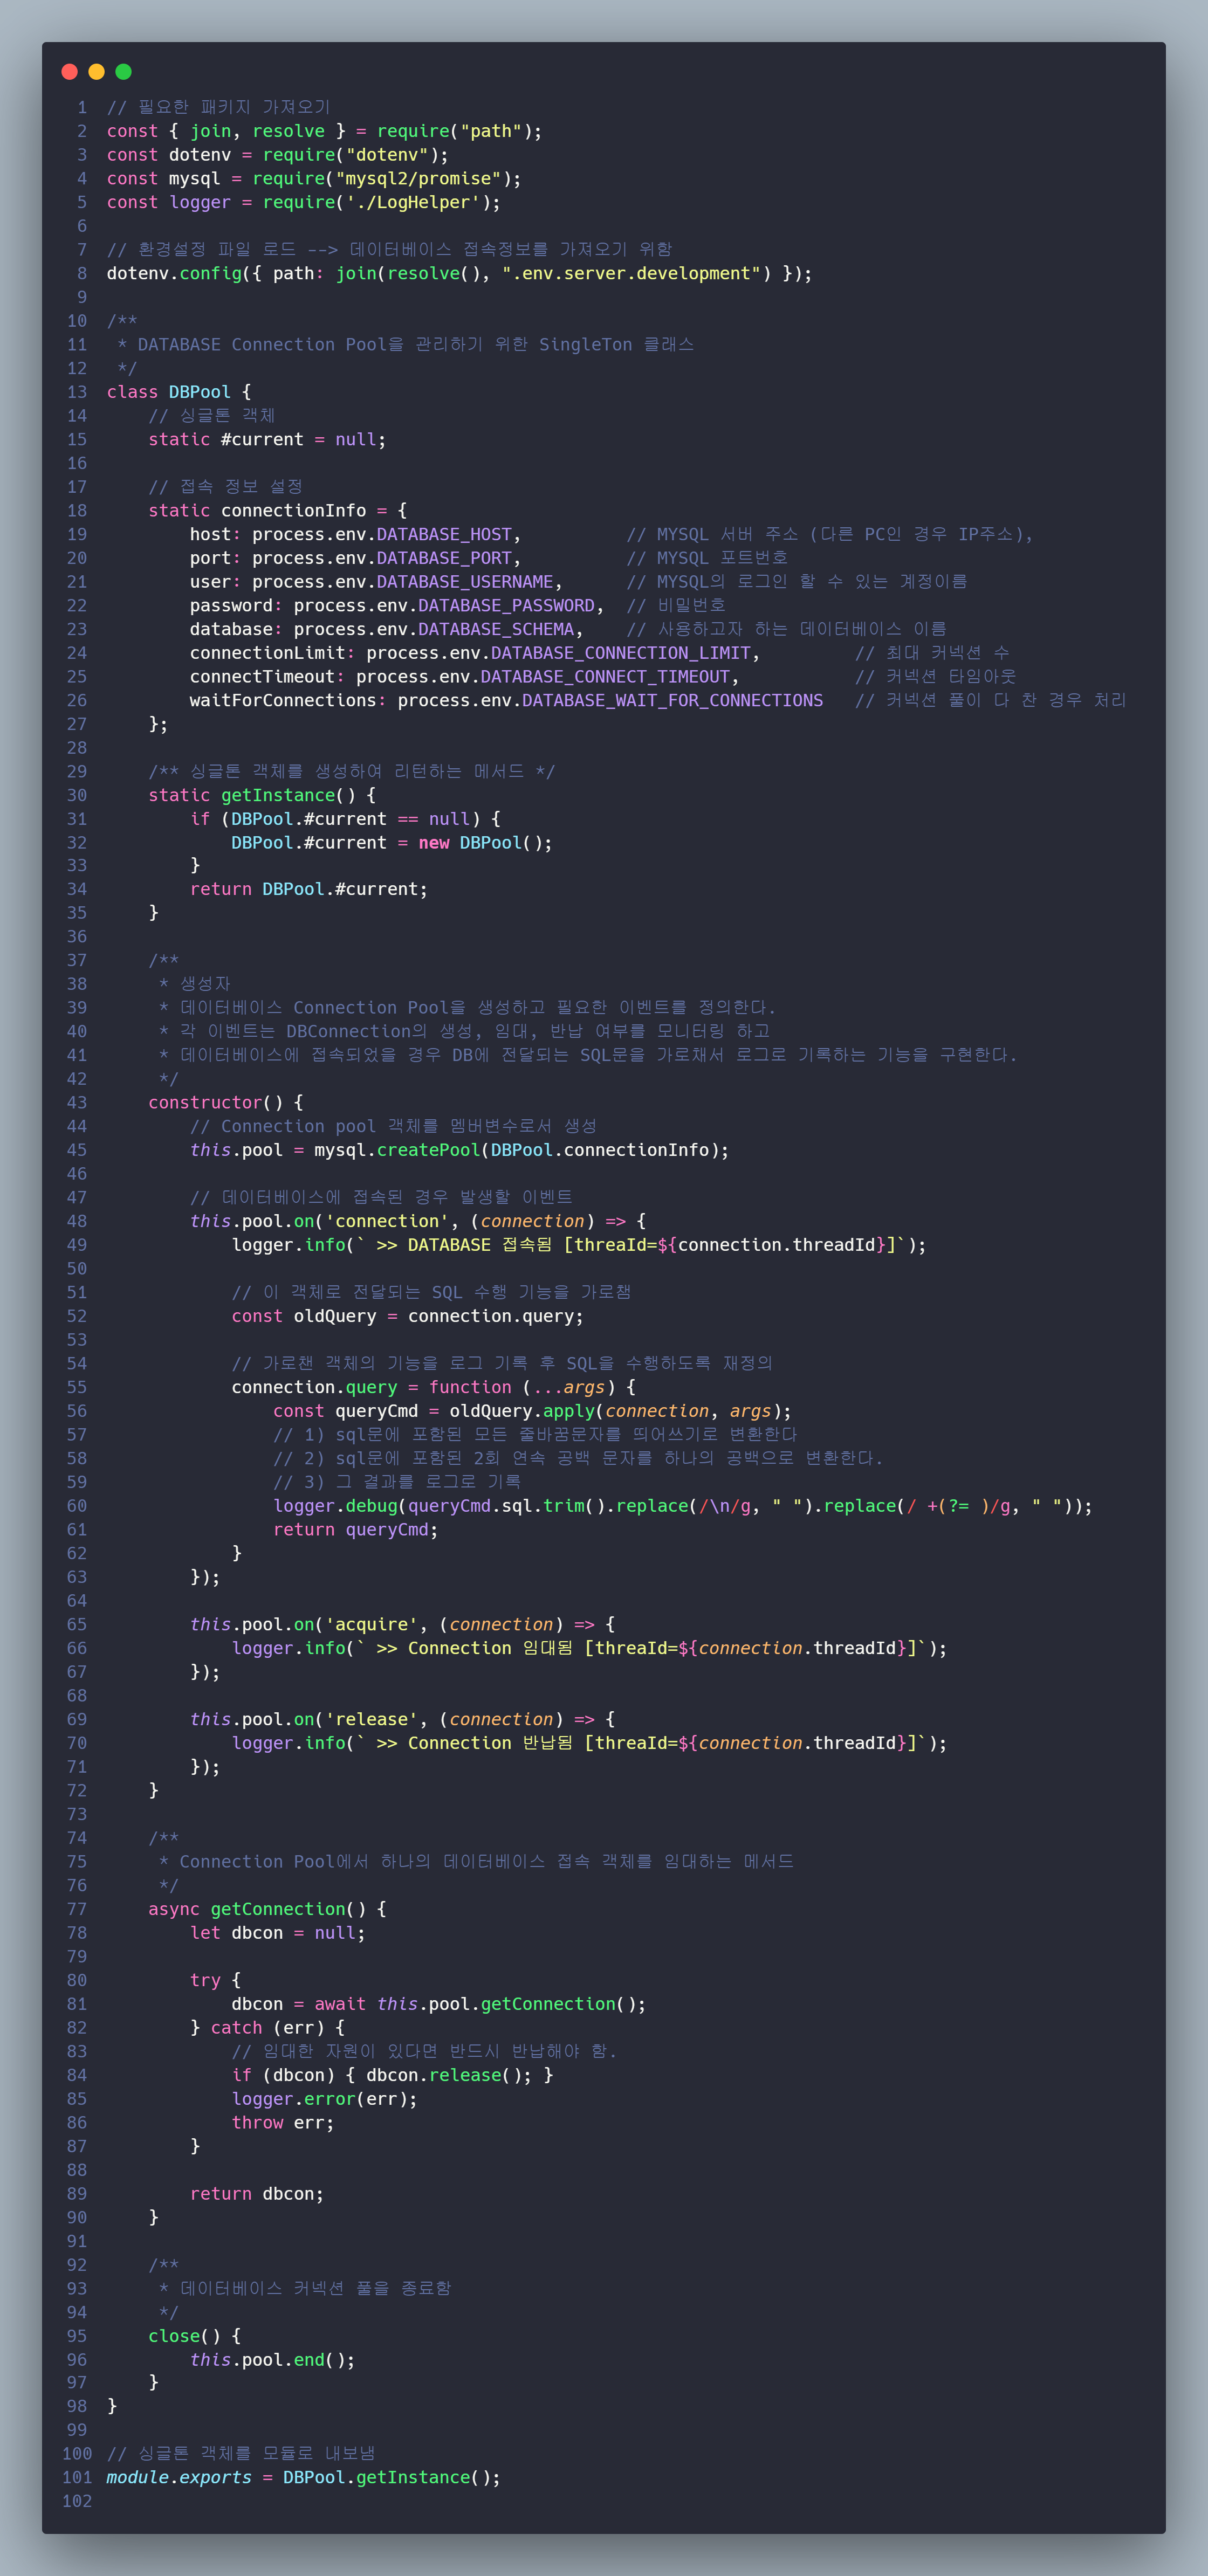 1 // 필요한 패키지 가져오기
2 const { join, resolve } = require("path");
3 const dotenv = require("dotenv");
4 const mysql = require("mysql2/promise");
5 const logger = require('./LogHelper');
6
7 // 환경설정 파일 로드 --> 데이터베이스 접속정보를 가져오기 위함
8 dotenv.config({ path: join(resolve(), ".env.server.development") });
9
10 /**
11  * DATABASE Connection Pool을 관리하기 위한 SingleTon 클래스
12  */
13 class DBPool {
14     // 싱글톤 객체
15     static #current = null;
16
17     // 접속 정보 설정
18     static connectionInfo = {
19         host: process.env.DATABASE_HOST,          // MYSQL 서버 주소 (다른 PC인 경우 IP주소),
20         port: process.env.DATABASE_PORT,          // MYSQL 포트번호
21         user: process.env.DATABASE_USERNAME,      // MYSQL의 로그인 할 수 있는 계정이름
22         password: process.env.DATABASE_PASSWORD,  // 비밀번호
23         database: process.env.DATABASE_SCHEMA,    // 사용하고자 하는 데이터베이스 이름
24         connectionLimit: process.env.DATABASE_CONNECTION_LIMIT,         // 최대 커넥션 수
25         connectTimeout: process.env.DATABASE_CONNECT_TIMEOUT,           // 커넥션 타임아웃
26         waitForConnections: process.env.DATABASE_WAIT_FOR_CONNECTIONS   // 커넥션 풀이 다 찬 경우 처리
27     };
28
29     /** 싱글톤 객체를 생성하여 리턴하는 메서드 */
30     static getInstance() {
31         if (DBPool.#current == null) {
32             DBPool.#current = new DBPool();
33         }
34         return DBPool.#current;
35     }
36
37     /**
38      * 생성자
39      * 데이터베이스 Connection Pool을 생성하고 필요한 이벤트를 정의한다.
40      * 각 이벤트는 DBConnection의 생성, 임대, 반납 여부를 모니터링 하고
41      * 데이터베이스에 접속되었을 경우 DB에 전달되는 SQL문을 가로채서 로그로 기록하는 기능을 구현한다.
42      */
43     constructor() {
44         // Connection pool 객체를 멤버변수로서 생성
45         this.pool = mysql.createPool(DBPool.connectionInfo);
46
47         // 데이터베이스에 접속된 경우 발생할 이벤트
48         this.pool.on('connection', (connection) => {
49             logger.info(` >> DATABASE 접속됨 [threaId=${connection.threadId}]`);
50
51             // 이 객체로 전달되는 SQL 수행 기능을 가로챔
52             const oldQuery = connection.query;
53
54             // 가로챈 객체의 기능을 로그 기록 후 SQL을 수행하도록 재정의
55             connection.query = function (...args) {
56                 const queryCmd = oldQuery.apply(connection, args);
57                 // 1) sql문에 포함된 모든 줄바꿈문자를 띄어쓰기로 변환한다
58                 // 2) sql문에 포함된 2회 연속 공백 문자를 하나의 공백으로 변환한다.
59                 // 3) 그 결과를 로그로 기록
60                 logger.debug(queryCmd.sql.trim().replace(/\n/g, " ").replace(/ +(?= )/g, " "));
61                 return queryCmd;
62             }
63         });
64
65         this.pool.on('acquire', (connection) => {
66             logger.info(` >> Connection 임대됨 [threaId=${connection.threadId}]`);
67         });
68
69         this.pool.on('release', (connection) => {
70             logger.info(` >> Connection 반납됨 [threaId=${connection.threadId}]`);
71         });
72     }
73
74     /**
75      * Connection Pool에서 하나의 데이터베이스 접속 객체를 임대하는 메서드
76      */
77     async getConnection() {
78         let dbcon = null;
79
80         try {
81             dbcon = await this.pool.getConnection();
82         } catch (err) {
83             // 임대한 자원이 있다면 반드시 반납해야 함.
84             if (dbcon) { dbcon.release(); }
85             logger.error(err);
86             throw err;
87         }
88
89         return dbcon;
90     }
91
92     /**
93      * 데이터베이스 커넥션 풀을 종료함
94      */
95     close() {
96         this.pool.end();
97     }
98 }
99
100 // 싱글톤 객체를 모듈로 내보냄
101 module.exports = DBPool.getInstance();
102